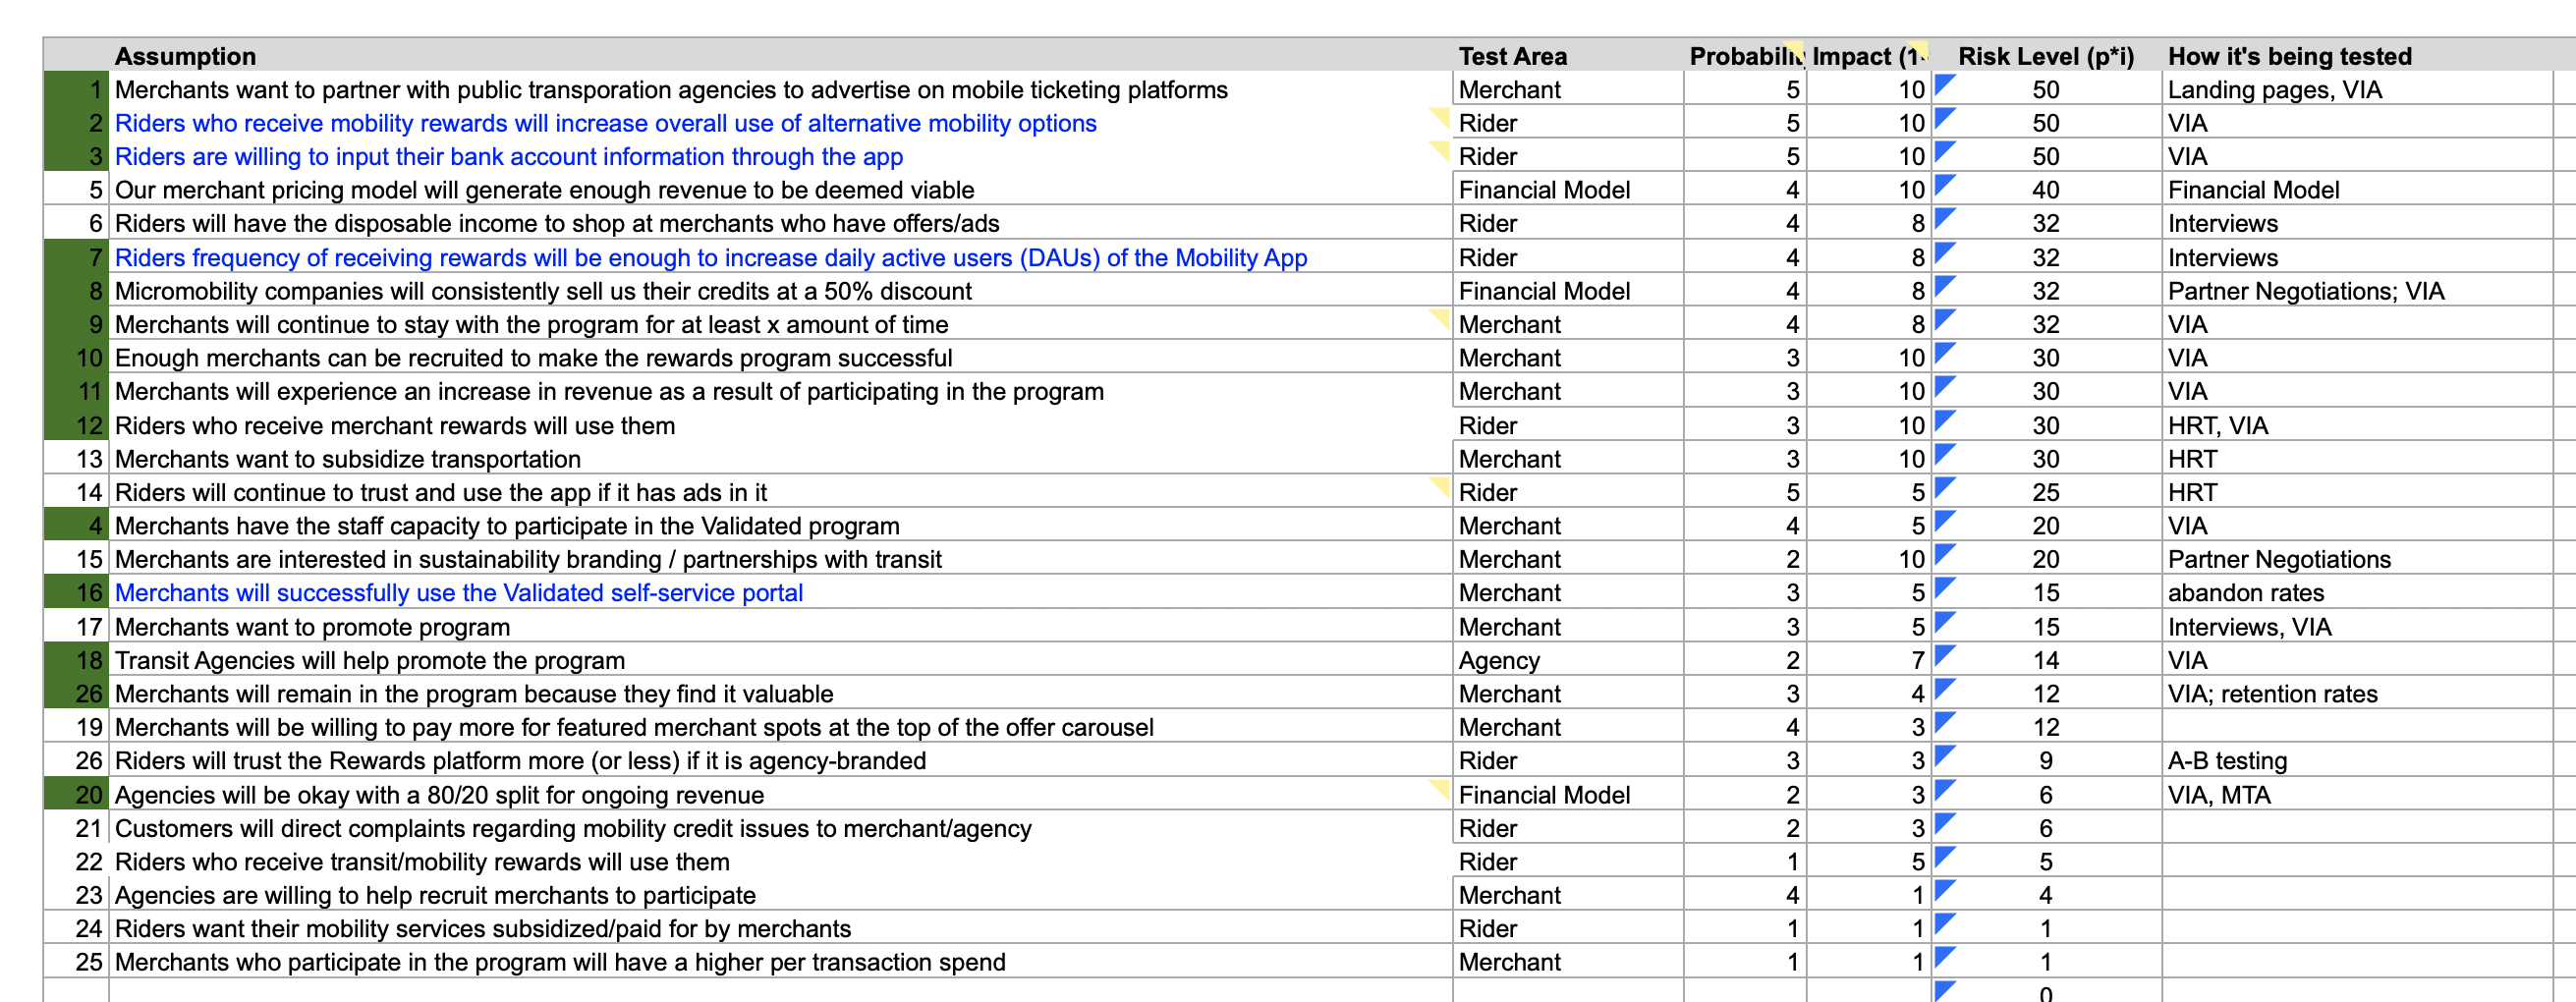 Assumption Test Area Probabili Impact (1- Risk Level (p*i) How it's being tested
1 Merchants want to partner with public transporation agencies to advertise on mobile ticketing platforms Merchant 5 10 50 Landing pages, VIA
2 Riders who receive mobility rewards will increase overall use of alternative mobility options Rider 5 10 50 VIA
3 Riders are willing to input their bank account information through the app Rider 5 10 50 VIA
5 Our merchant pricing model will generate enough revenue to be deemed viable Financial Model 4 10 40 Financial Model
6 Riders will have the disposable income to shop at merchants who have offers/ads Rider 4 8 32 Interviews
7 Riders frequency of receiving rewards will be enough to increase daily active users (DAUs) of the Mobility App Rider 4 8 32 Interviews
8 Micromobility companies will consistently sell us their credits at a 50% discount Financial Model 4 8 32 Partner Negotiations; VIA
9 Merchants will continue to stay with the program for at least x amount of time Merchant 4 8 32 VIA
10 Enough merchants can be recruited to make the rewards program successful Merchant 3 10 30 VIA
11 Merchants will experience an increase in revenue as a result of participating in the program Merchant 3 10 30 VIA
12 Riders who receive merchant rewards will use them Rider 3 10 30 HRT, VIA
13 Merchants want to subsidize transportation Merchant 3 10 30 HRT
14 Riders will continue to trust and use the app if it has ads in it Rider 5 5 25 HRT
4 Merchants have the staff capacity to participate in the Validated program Merchant 4 5 20 VIA
15 Merchants are interested in sustainability branding / partnerships with transit Merchant 2 10 20 Partner Negotiations
16 Merchants will successfully use the Validated self-service portal Merchant 3 5 15 abandon rates
17 Merchants want to promote program Merchant 3 5 15 Interviews, VIA
18 Transit Agencies will help promote the program Agency 2 7 14 VIA
26 Merchants will remain in the program because they find it valuable Merchant 3 4 12 VIA; retention rates
19 Merchants will be willing to pay more for featured merchant spots at the top of the offer carousel Merchant 4 3 12
26 Riders will trust the Rewards platform more (or less) if it is agency-branded Rider 3 3 9 A-B testing
20 Agencies will be okay with a 80/20 split for ongoing revenue Financial Model 2 3 6 VIA, MTA
21 Customers will direct complaints regarding mobility credit issues to merchant/agency Rider 2 3 6
22 Riders who receive transit/mobility rewards will use them Rider 1 5 5
23 Agencies are willing to help recruit merchants to participate Merchant 4 1 4
24 Riders want their mobility services subsidized/paid for by merchants Rider 1 1 1
25 Merchants who participate in the program will have a higher per transaction spend Merchant 1 1 1
0